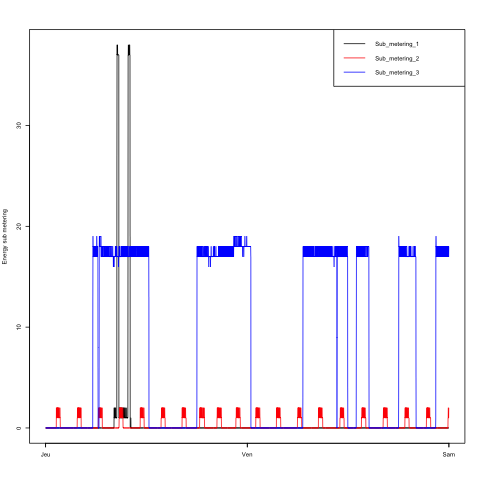 Sub_metering_1
Sub_metering_2
Sub_metering_3
Energy sub metering
30
20
10
0
Jeu Ven Sam